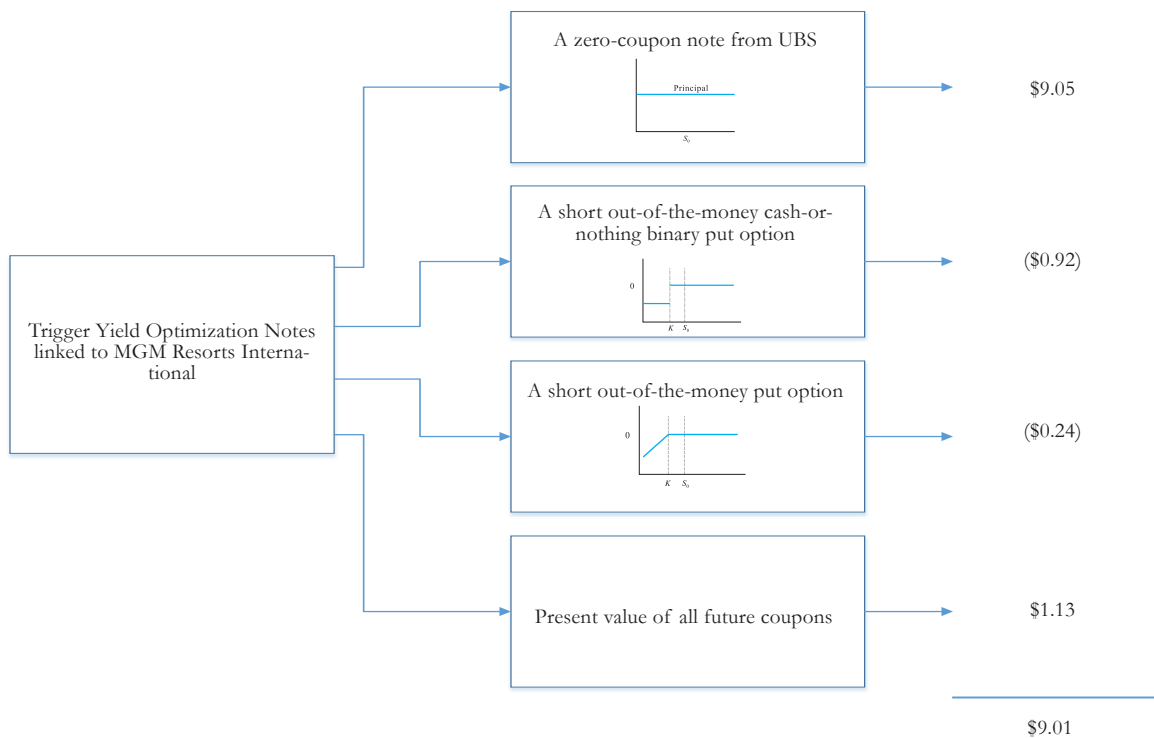 A zero-coupon note from UBS
Principal
S₀
$9.05
A short out-of-the-money cash-or-
nothing binary put option
0
K
S₀
($0.92)
Trigger Yield Optimization Notes
linked to MGM Resorts Interna-
tional
A short out-of-the-money put option
0
K
S₀
($0.24)
Present value of all future coupons
$1.13
$9.01